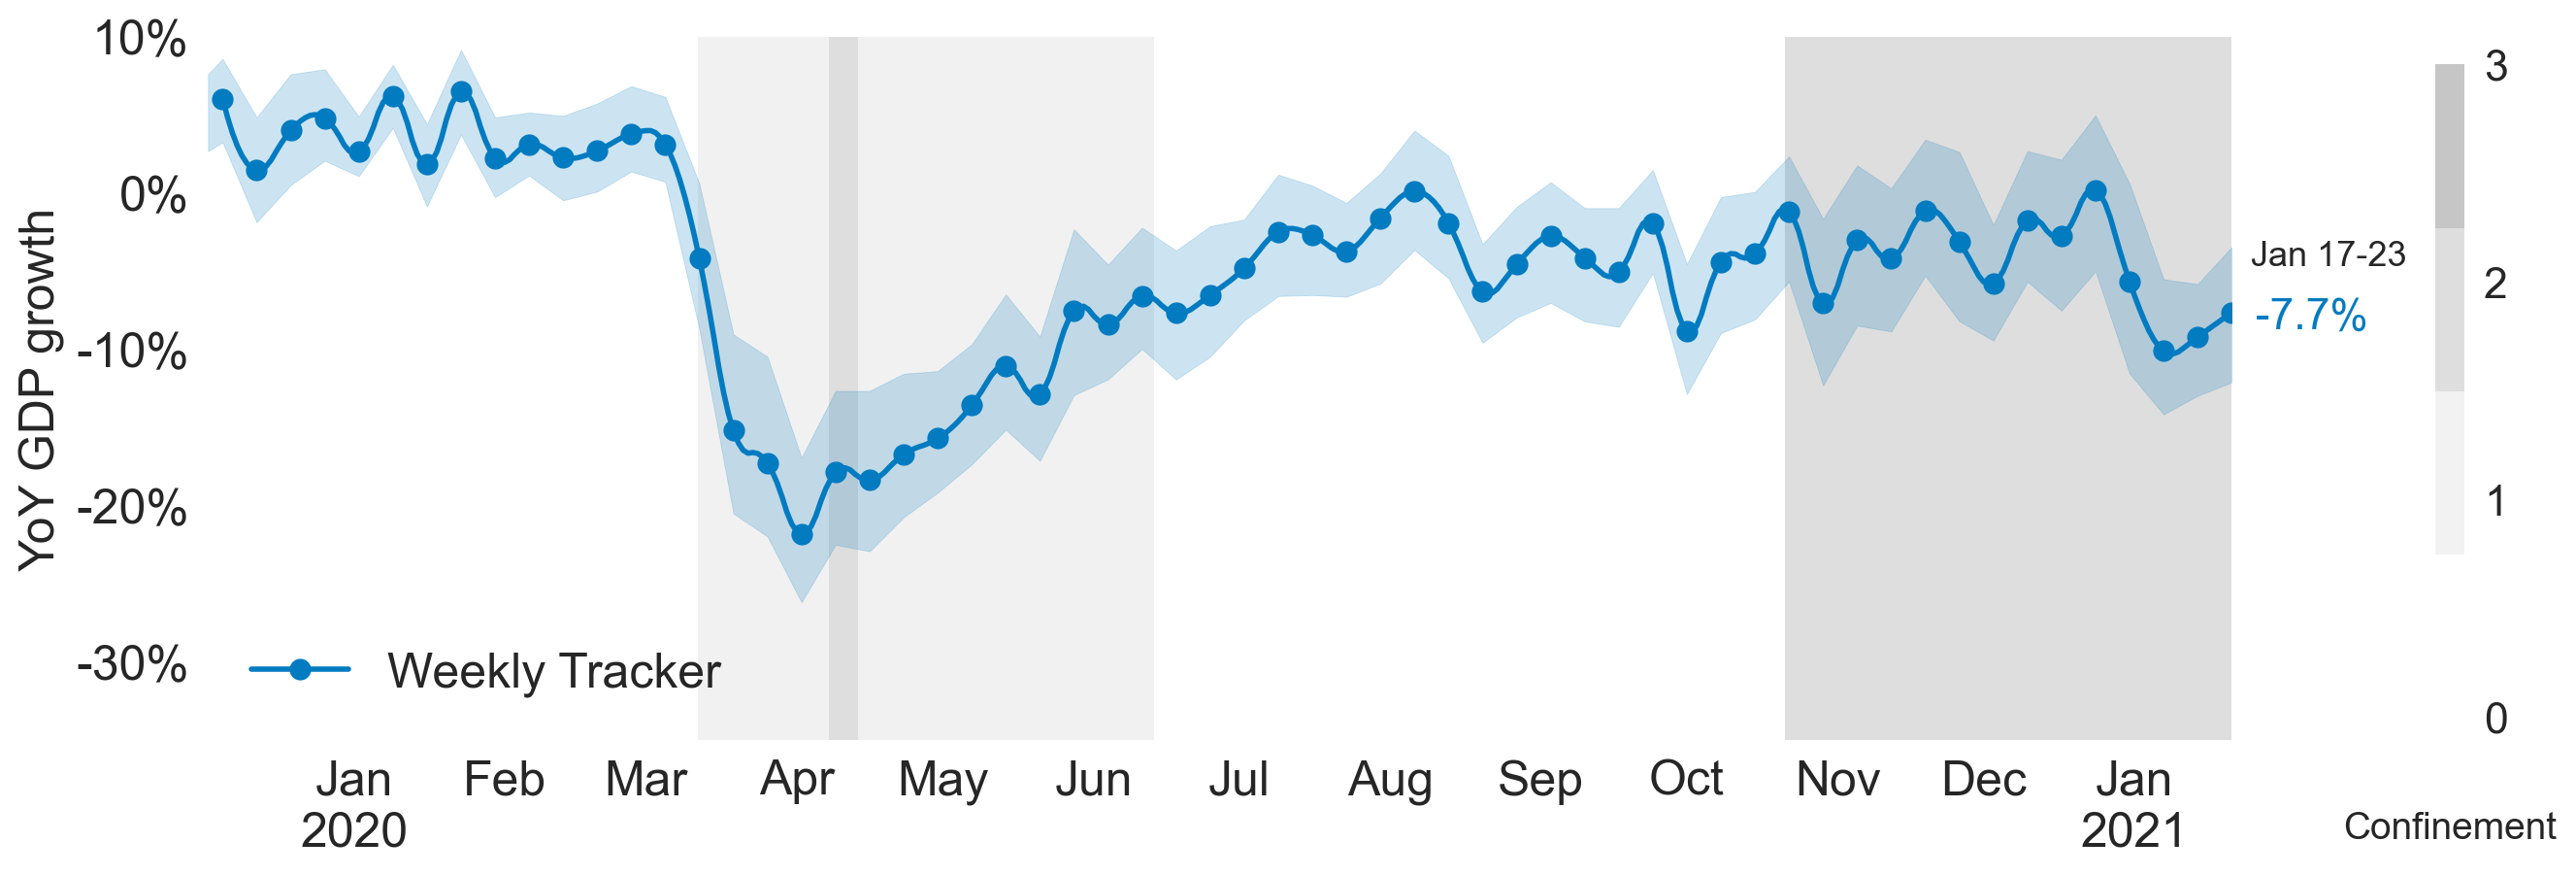 YoY GDP growth
10%
0%
-10%
-20%
-30%
Weekly Tracker
Jan Feb Mar Apr May Jun Jul Aug Sep Oct Nov Dec Jan
2020 2021
Jan 17-23
-7.7%
3
2
1
0
Confinement